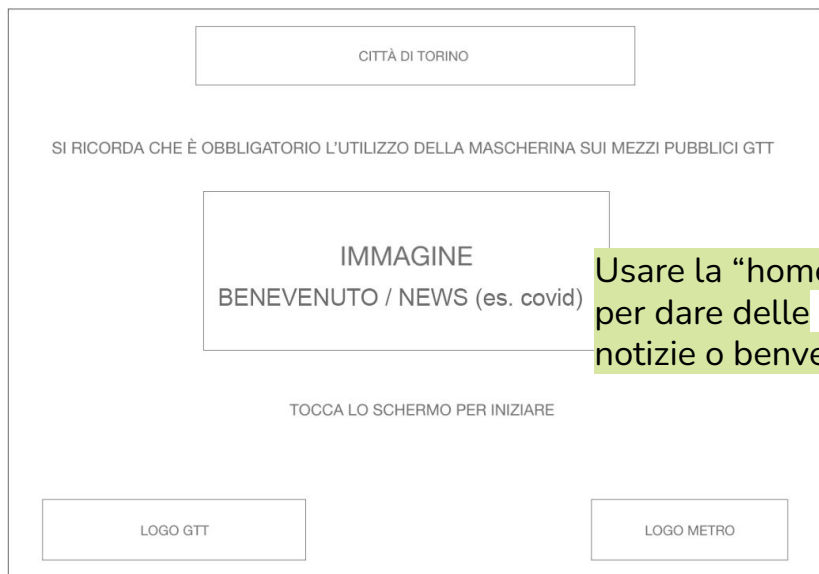 CITTÀ DI TORINO
SI RICORDA CHE È OBBLIGATORIO L'UTILIZZO DELLA MASCHERINA SUI MEZZI PUBBLICI GTT
IMMAGINE
BENEVENUTO / NEWS (es. covid)
Usare la “home
per dare delle
notizie o benve
TOCCA LO SCHERMO PER INIZIARE
LOGO GTT
LOGO METRO